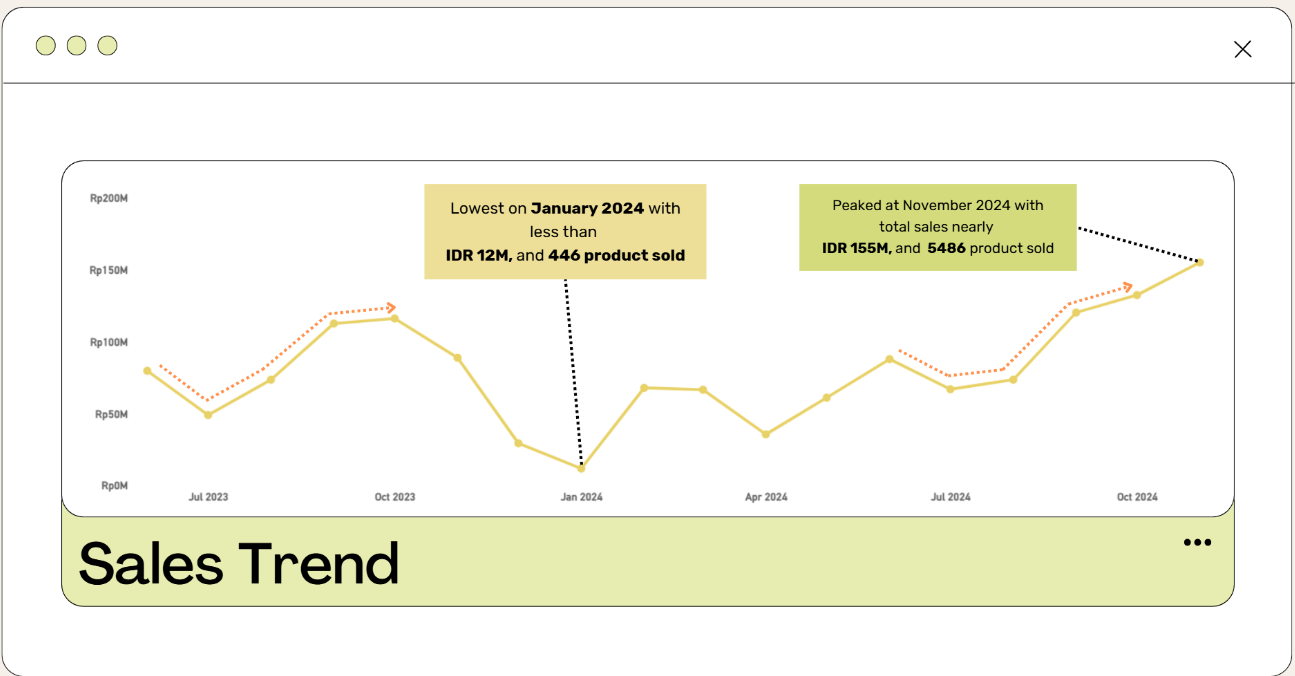 Rp200M
Rp150M
Rp100M
Rp50M
Rp0M
Lowest on January 2024 with
less than
IDR 12M, and 446 product sold
Peaked at November 2024 with
total sales nearly
IDR 155M, and 5486 product sold
Jul 2023
Oct 2023
Jan 2024
Apr 2024
Jul 2024
Oct 2024
Sales Trend